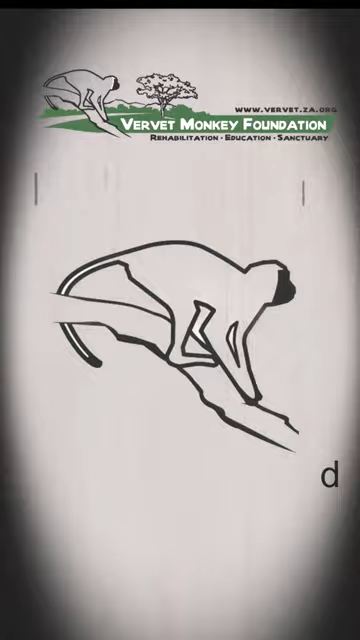 WWW.VERVET.ZA.ORG
VERVET MONKEY FOUNDATION
REHABILITATION • EDUCATION • SANCTUARY
d